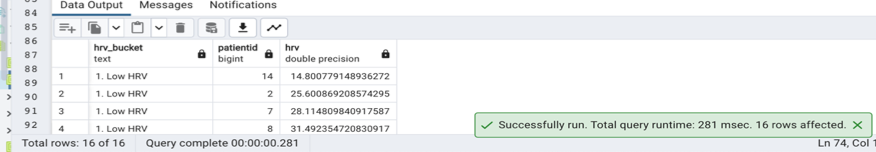 84
Data Output Messages Notifications
85
86
hrv_bucket patientid hrv
87
text bigint double precision
88
1 1. Low HRV 14 14.800779148936272
89
2 1. Low HRV 2 25.600869208574295
90
91
3 1. Low HRV 7 28.114809840917587
92
4 1. Low HRV 8 31.492354720830917
Successfully run. Total query runtime: 281 msec. 16 rows affected.
Total rows: 16 of 16 Query complete 00:00:00.281 Ln 74, Col 1